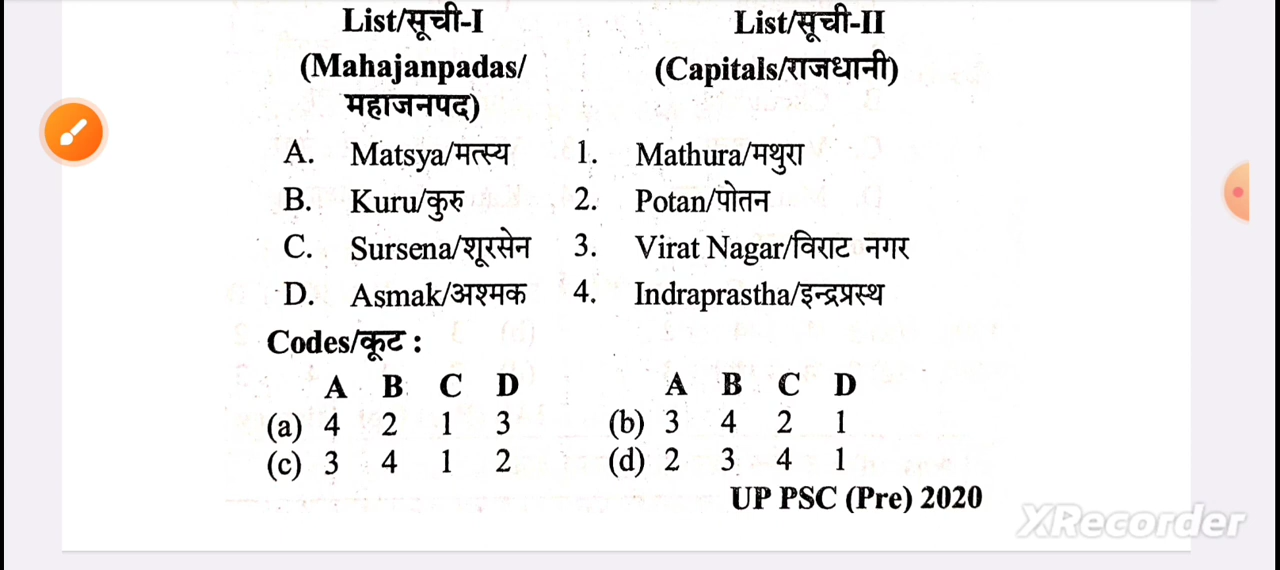 List/सूची-I List/सूची-II
(Mahajanpadas/ (Capitals/राजधानी)
महाजनपद)
A. Matsya/मत्स्य 1. Mathura/मथुरा
B. Kuru/कुरु 2. Potan/पोतन
C. Sursena/शूरसेन 3. Virat Nagar/विराट नगर
D. Asmak/अश्मक 4. Indraprastha/इन्द्रप्रस्थ
Codes/कूट :
A B C D A B C D
(a) 4 2 1 3 (b) 3 4 2 1
(c) 3 4 1 2 (d) 2 3 4 1
UP PSC (Pre) 2020
XRecorder